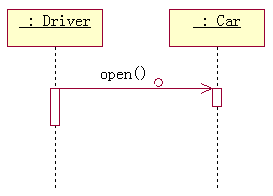 : Driver
: Car
open()